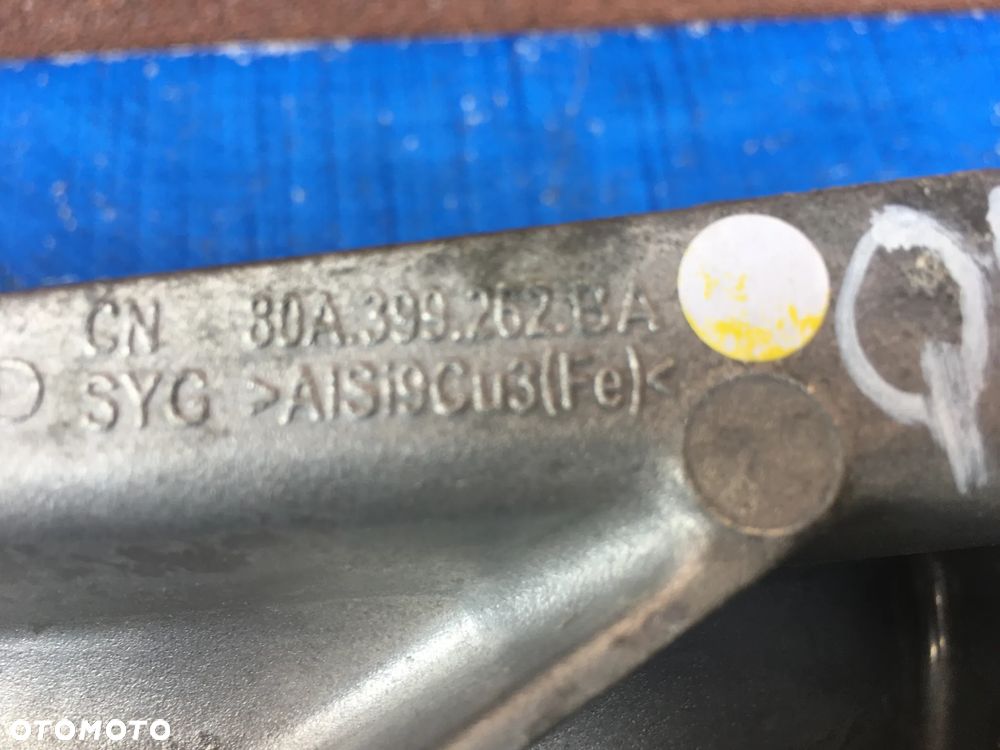 CN 80A.399.262.BA
SYG >AlSi9Cu3(Fe)<
Q
OTOMOTO